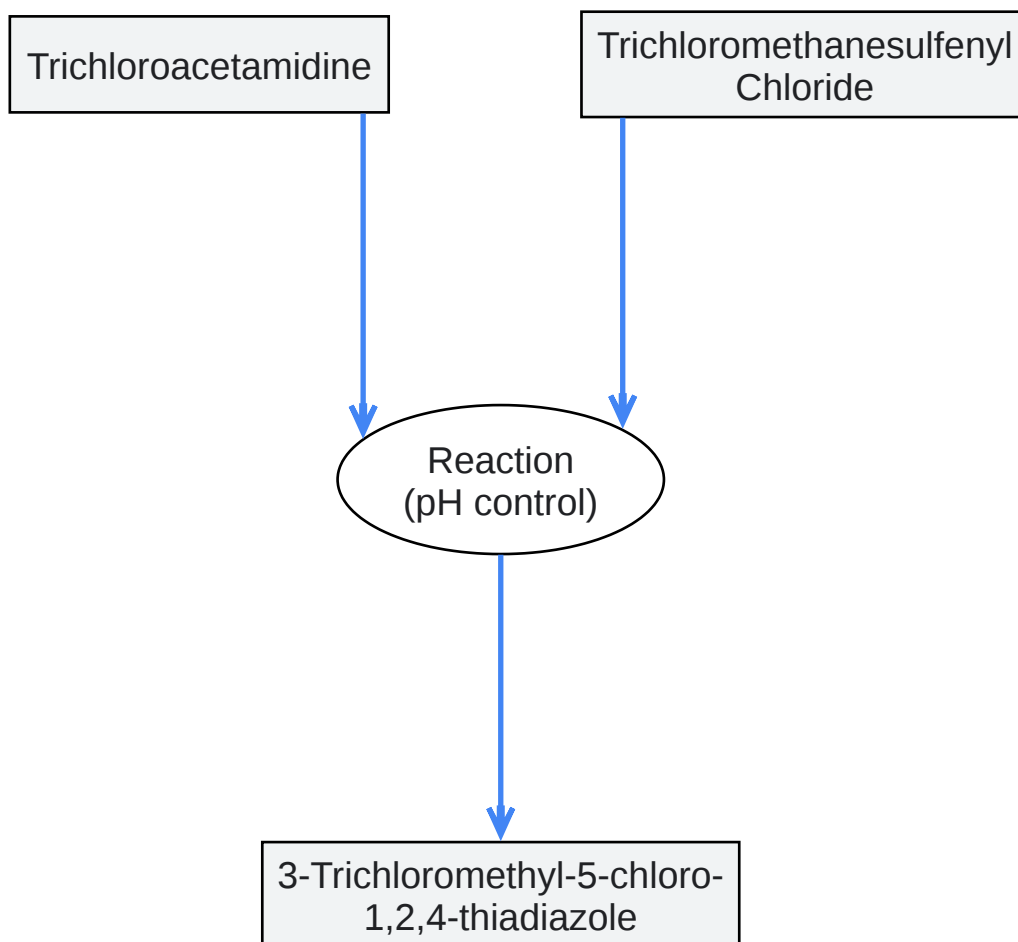 Trichloroacetamidine
Trichloromethanesulfenyl
Chloride
Reaction
(pH control)
3-Trichloromethyl-5-chloro-
1,2,4-thiadiazole